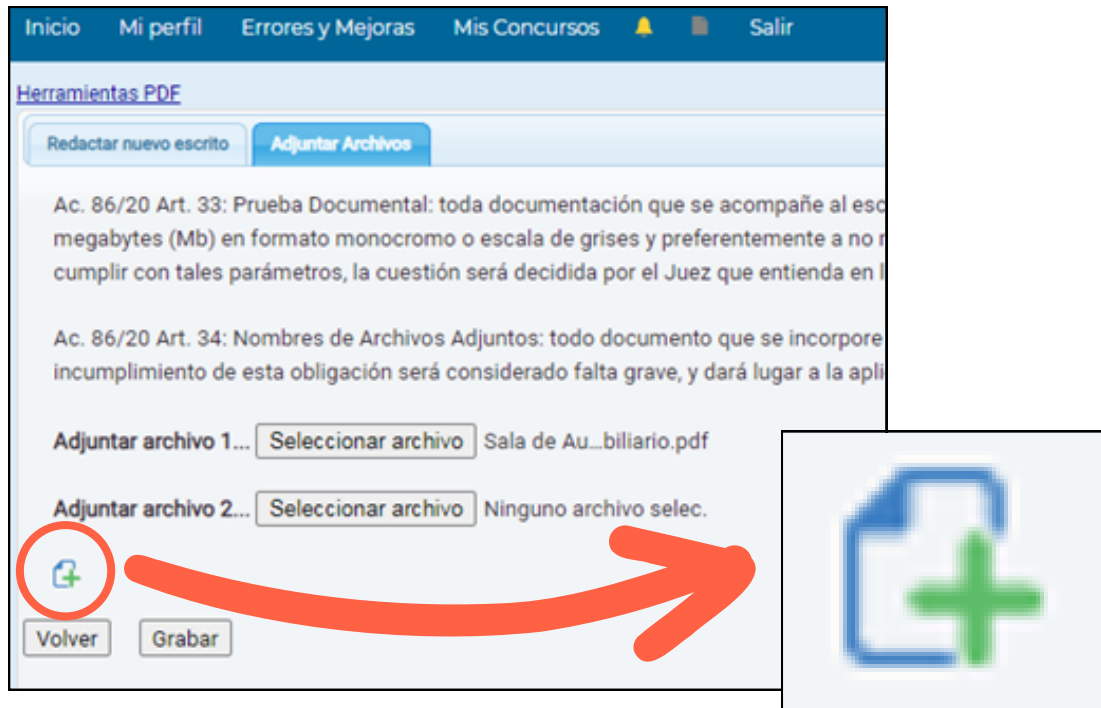 Inicio Mi perfil Errores y Mejoras Mis Concursos Salir
Herramientas PDF
Redactar nuevo escrito Adjuntar Archivos
Ac. 86/20 Art. 33: Prueba Documental: toda documentación que se acompañe al esc
megabytes (Mb) en formato monocromo o escala de grises y preferentemente a no
cumplir con tales parámetros, la cuestión será decidida por el Juez que entienda en
Ac. 86/20 Art. 34: Nombres de Archivos Adjuntos: todo documento que se incorpore
incumplimiento de esta obligación será considerado falta grave, y dará lugar a la apli
Adjuntar archivo 1... Seleccionar archivo Sala de Au...biliario.pdf
Adjuntar archivo 2... Seleccionar archivo Ninguno archivo selec.
Volver Grabar